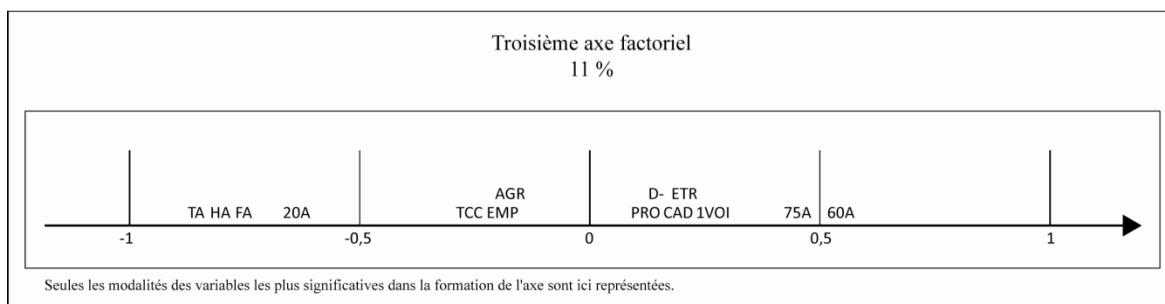 Troisième axe factoriel
11 %
AGR D- ETR
TA HA FA 20A TCC EMP PRO CAD 1VOI 75A 60A
-1 -0,5 0 0,5 1
Seules les modalités des variables les plus significatives dans la formation de l'axe sont ici représentées.